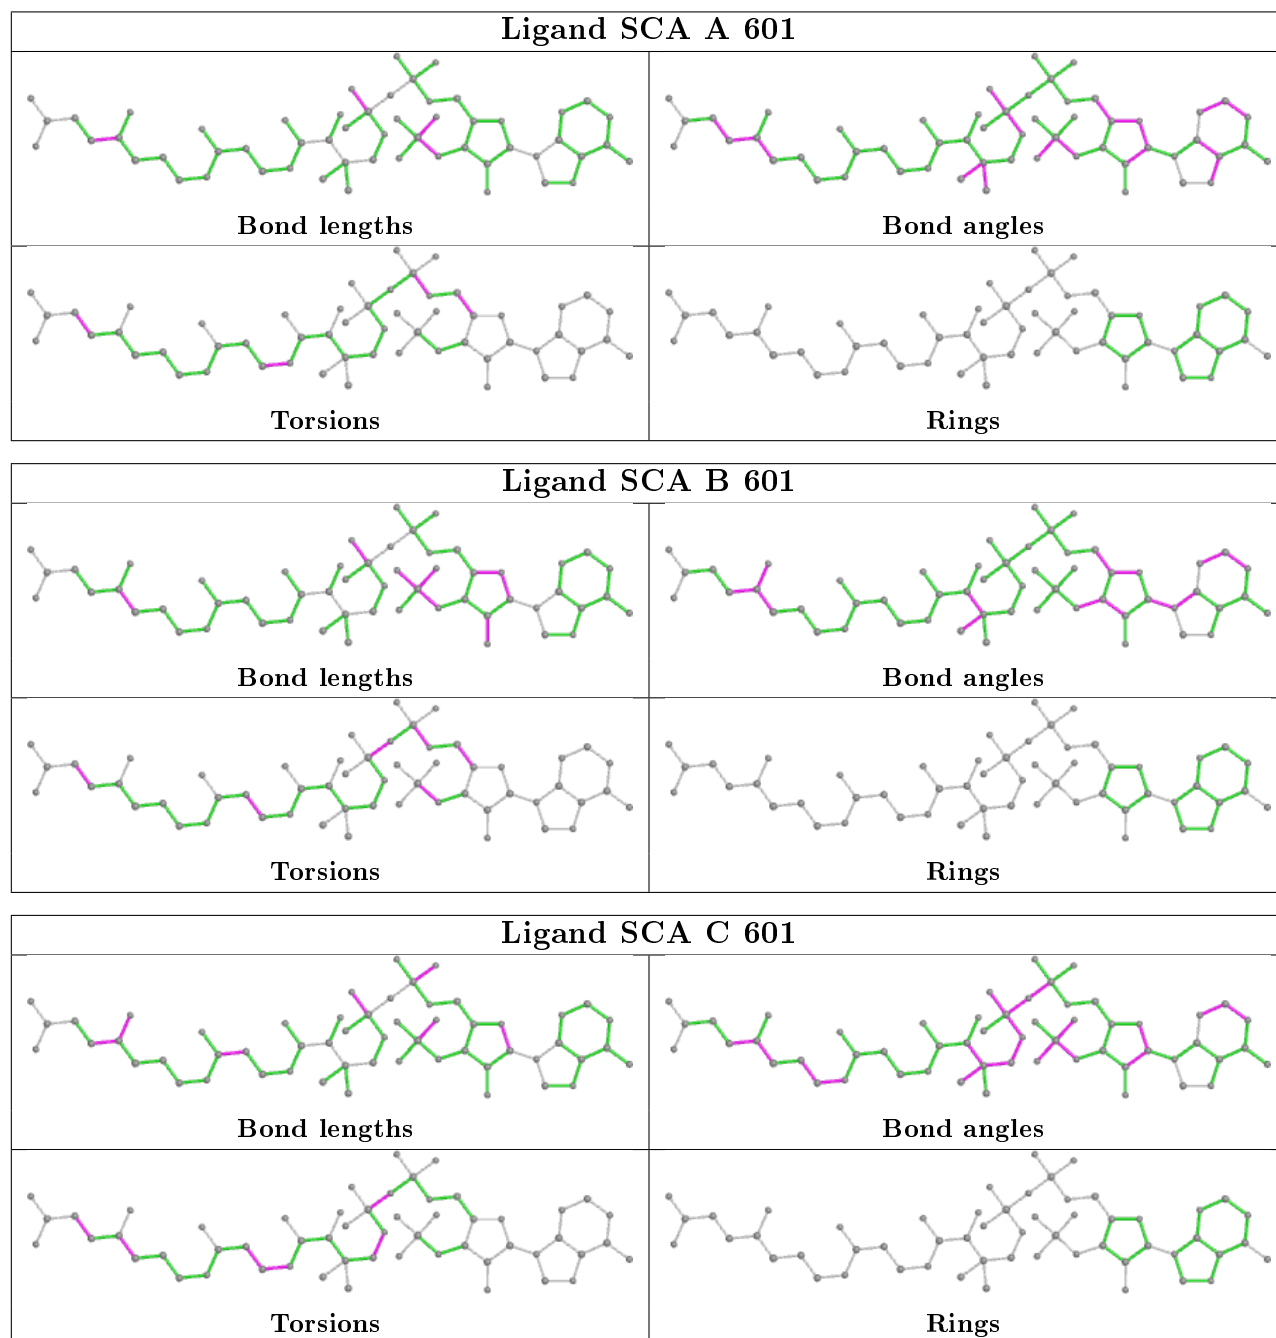 Ligand SCA A 601
Bond lengths
Bond angles
Torsions
Rings
Ligand SCA B 601
Bond lengths
Bond angles
Torsions
Rings
Ligand SCA C 601
Bond lengths
Bond angles
Torsions
Rings